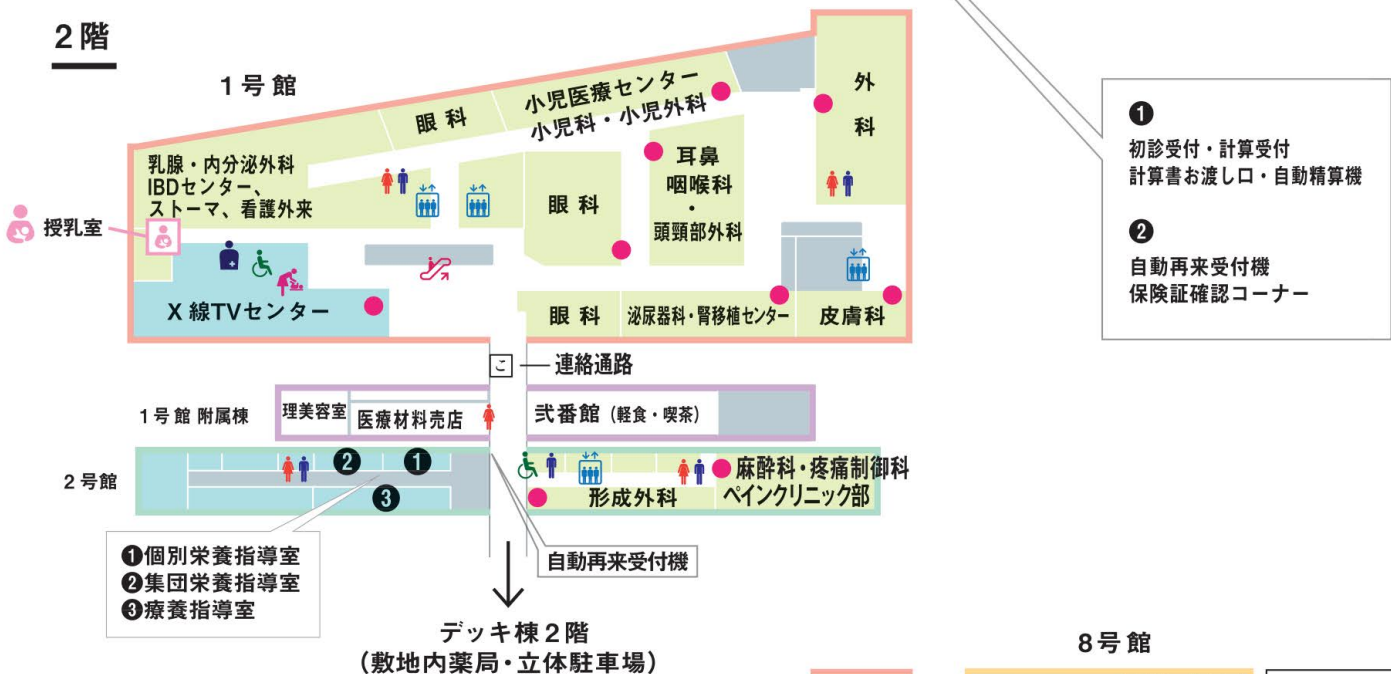 2階
1号館
眼科
小児医療センター
小児科・小児外科
外
科
乳腺・内分泌外科
IBDセンター、
ストーマ、看護外来
授乳室
眼科
耳鼻
咽喉科
・
頭頸部外科
X線TVセンター
眼科
泌尿器科・腎移植センター
皮膚科
こ
連絡通路
1号館 附属棟
理美容室
医療材料売店
弐番館(軽食・喫茶)
2号館
❷
❶
❸
麻酔科・疼痛制御科
ペインクリニック部
形成外科
❶個別栄養指導室
❷集団栄養指導室
❸療養指導室
自動再来受付機
デッキ棟2階
(敷地内薬局・立体駐車場)
❶
初診受付・計算受付
計算書お渡し口・自動精算機
❷
自動再来受付機
保険証確認コーナー
8号館